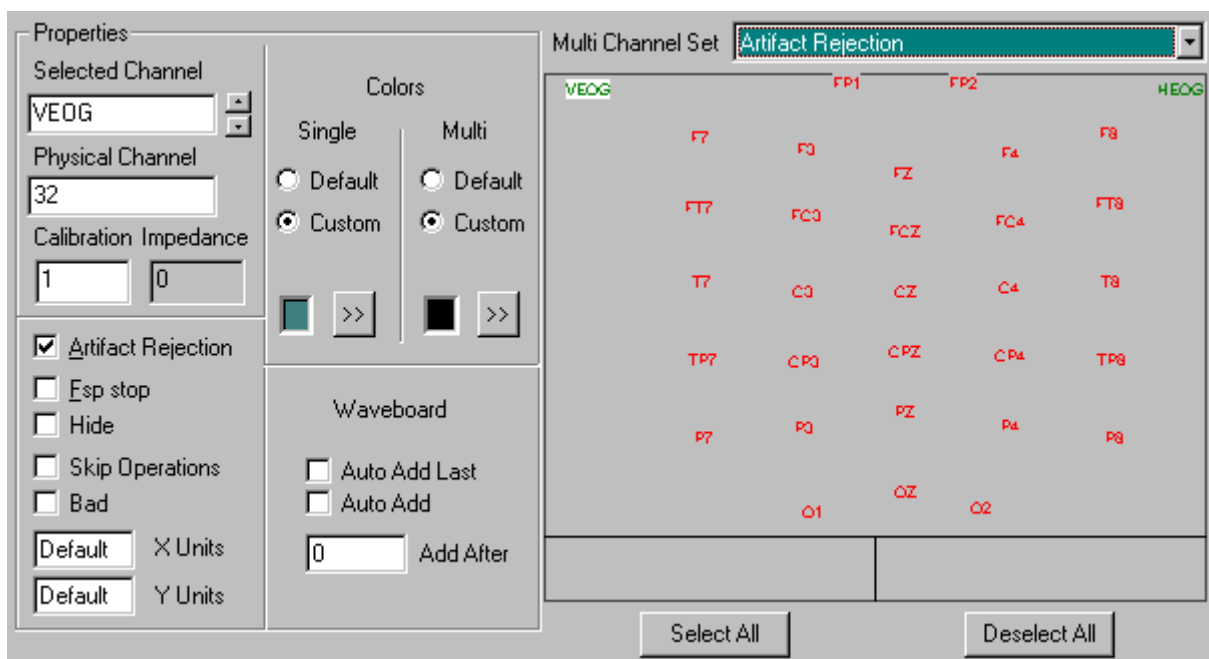 Properties
Selected Channel
VEOG
Physical Channel
32
Calibration Impedance
1 0
Artifact Rejection
Fsp stop
Hide
Skip Operations
Bad
Default X Units
Default Y Units
Colors
Single Multi
Default Default
Custom Custom
>> >>
Waveboard
Auto Add Last
Auto Add
0 Add After
Multi Channel Set Artifact Rejection
VEOG FP1 FP2 HEOG
F7 F3 FZ F4 F8
FT7 FC3 FCZ FC4 FT8
T7 C3 CZ C4 T8
TP7 CP3 CPZ CP4 TP8
P7 P3 PZ P4 P8
O1 OZ O2
Select All Deselect All